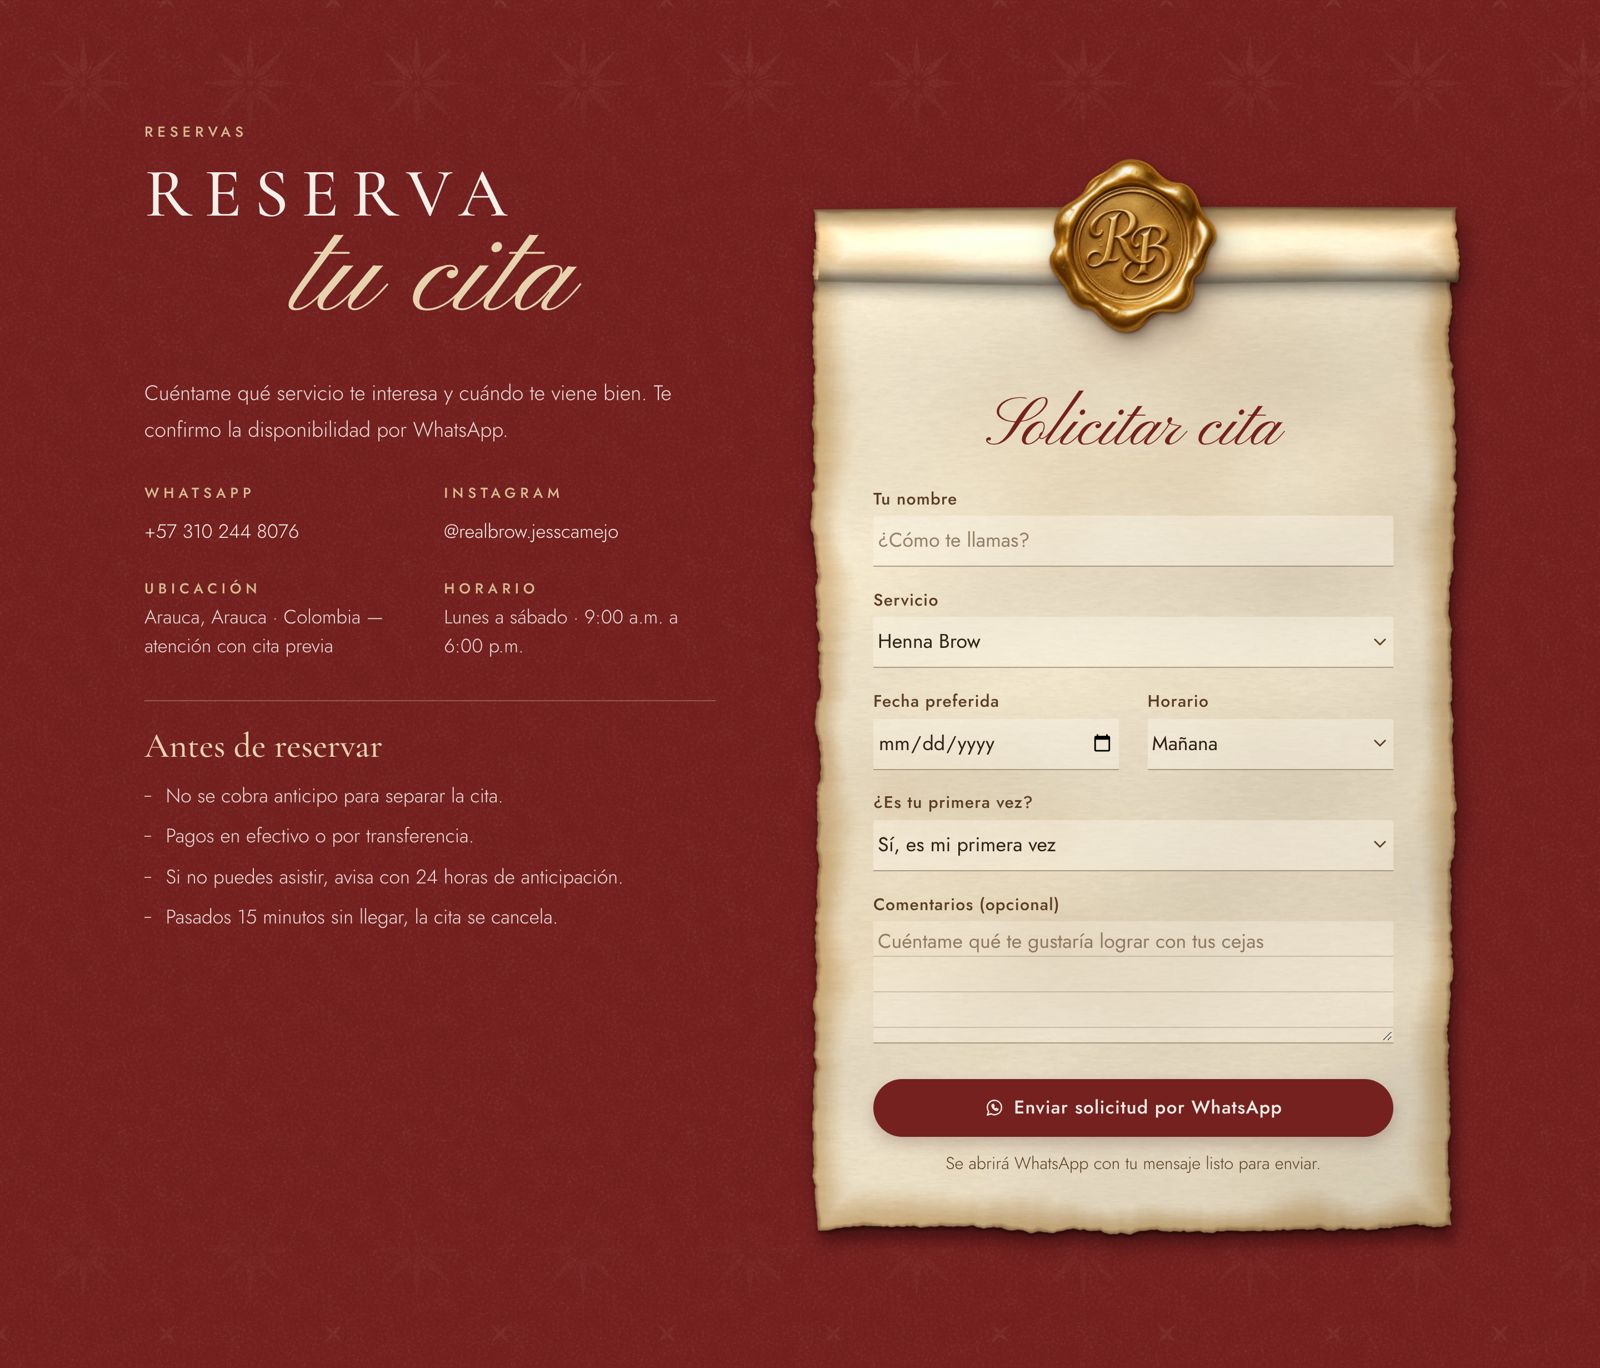 RESERVAS
RESERVA
tu cita
Cuéntame qué servicio te interesa y cuándo te viene bien. Te
confirmo la disponibilidad por WhatsApp.
WHATSAPP
+57 310 244 8076
INSTAGRAM
@realbrow.jesscamejo
UBICACIÓN
Arauca, Arauca · Colombia —
atención con cita previa
HORARIO
Lunes a sábado · 9:00 a.m. a
6:00 p.m.
Antes de reservar
– No se cobra anticipo para separar la cita.
– Pagos en efectivo o por transferencia.
– Si no puedes asistir, avisa con 24 horas de anticipación.
– Pasados 15 minutos sin llegar, la cita se cancela.
RB
Solicitar cita
Tu nombre
¿Cómo te llamas?
Servicio
Henna Brow
Fecha preferida
mm/dd/yyyy
Horario
Mañana
¿Es tu primera vez?
Sí, es mi primera vez
Comentarios (opcional)
Cuéntame qué te gustaría lograr con tus cejas
Enviar solicitud por WhatsApp
Se abrirá WhatsApp con tu mensaje listo para enviar.